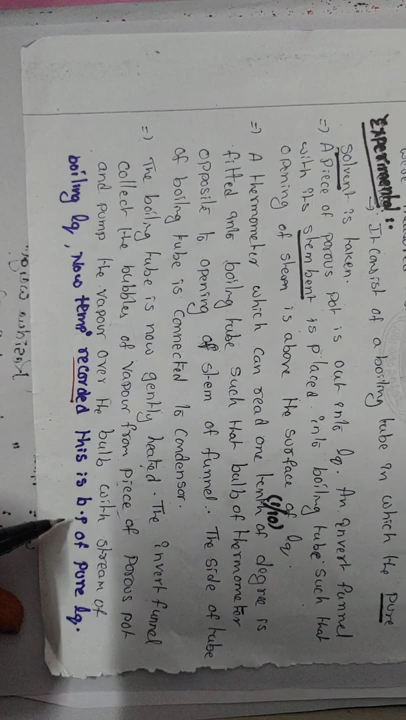 Experimental :- It consist of a boiling tube in which the pure
solvent is taken.
=> A piece of porous pot is out into lq. An invert funnel
with its stem bent is placed into boiling tube such that
opening of stem is above the surface of lq.
=> A thermometer which can read one tenth (1/10) of degree is
fitted into boiling tube such that bulb of thermometer
opposite to opening of stem of funnel. The side of tube
of boiling tube is connected to condensor.
=> The boiling tube is now gently heated. The invert funnel
collect the bubbles of vapour from piece of porous pot
and pump the vapour over the bulb with stream of
boiling lq, Now temp° recorded this is b.p of pure lq.